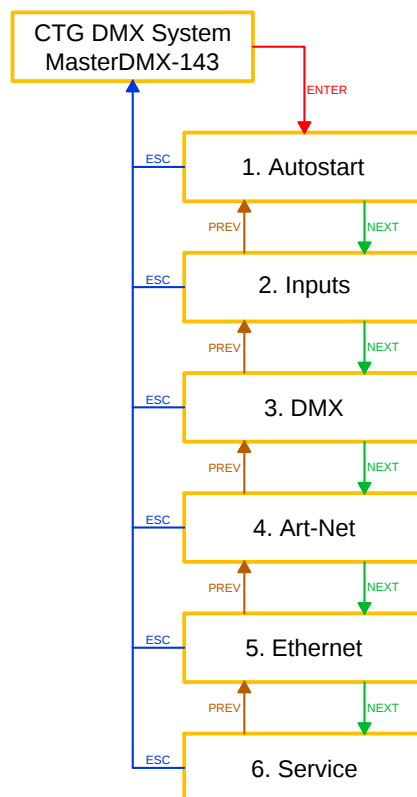 CTG DMX System
MasterDMX-143
ENTER
ESC
1. Autostart
PREV
NEXT
ESC
2. Inputs
PREV
NEXT
ESC
3. DMX
PREV
NEXT
ESC
4. Art-Net
PREV
NEXT
ESC
5. Ethernet
PREV
NEXT
ESC
6. Service